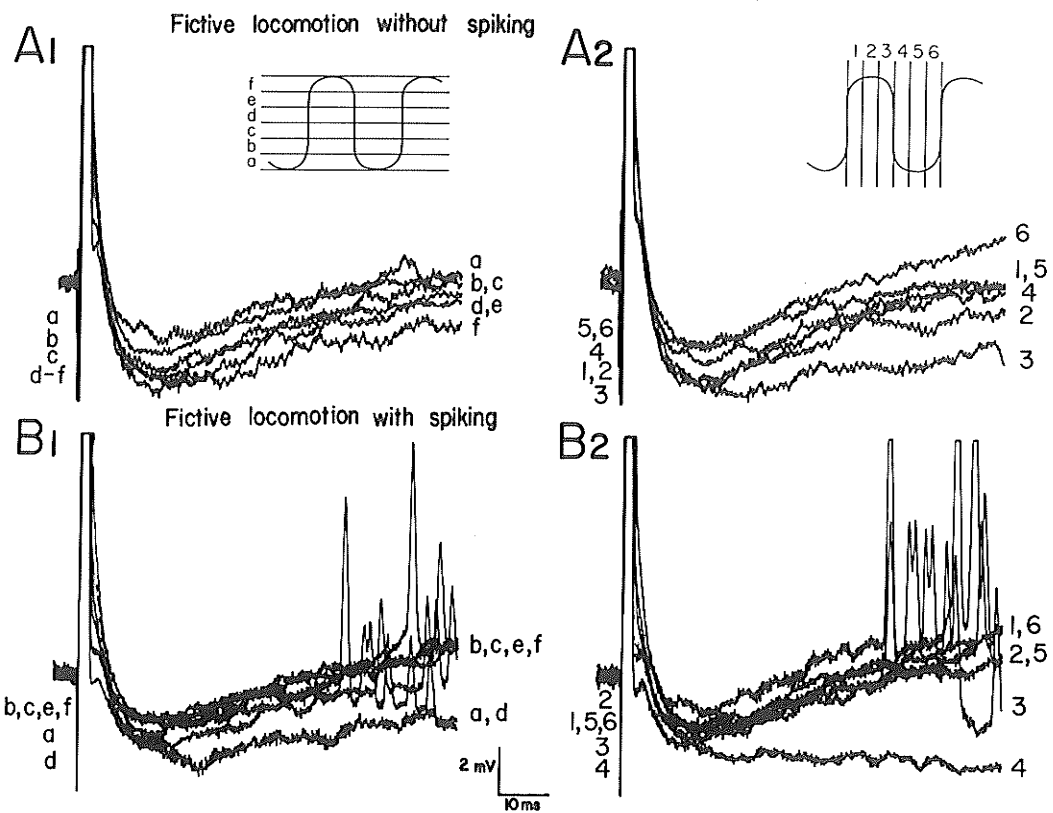 Fictive locomotion without spiking
A1
f
e
d
c
b
a
a
b,c
d,e
f
a
b
c
d-f
A2
1 2 3 4 5 6
6
1,5
4
2
3
5,6
4
1,2
3
Fictive locomotion with spiking
B1
b,c,e,f
a,d
b,c,e,f
a
d
2 mV
10 ms
B2
1,6
2,5
3
4
2
1,5,6
3
4